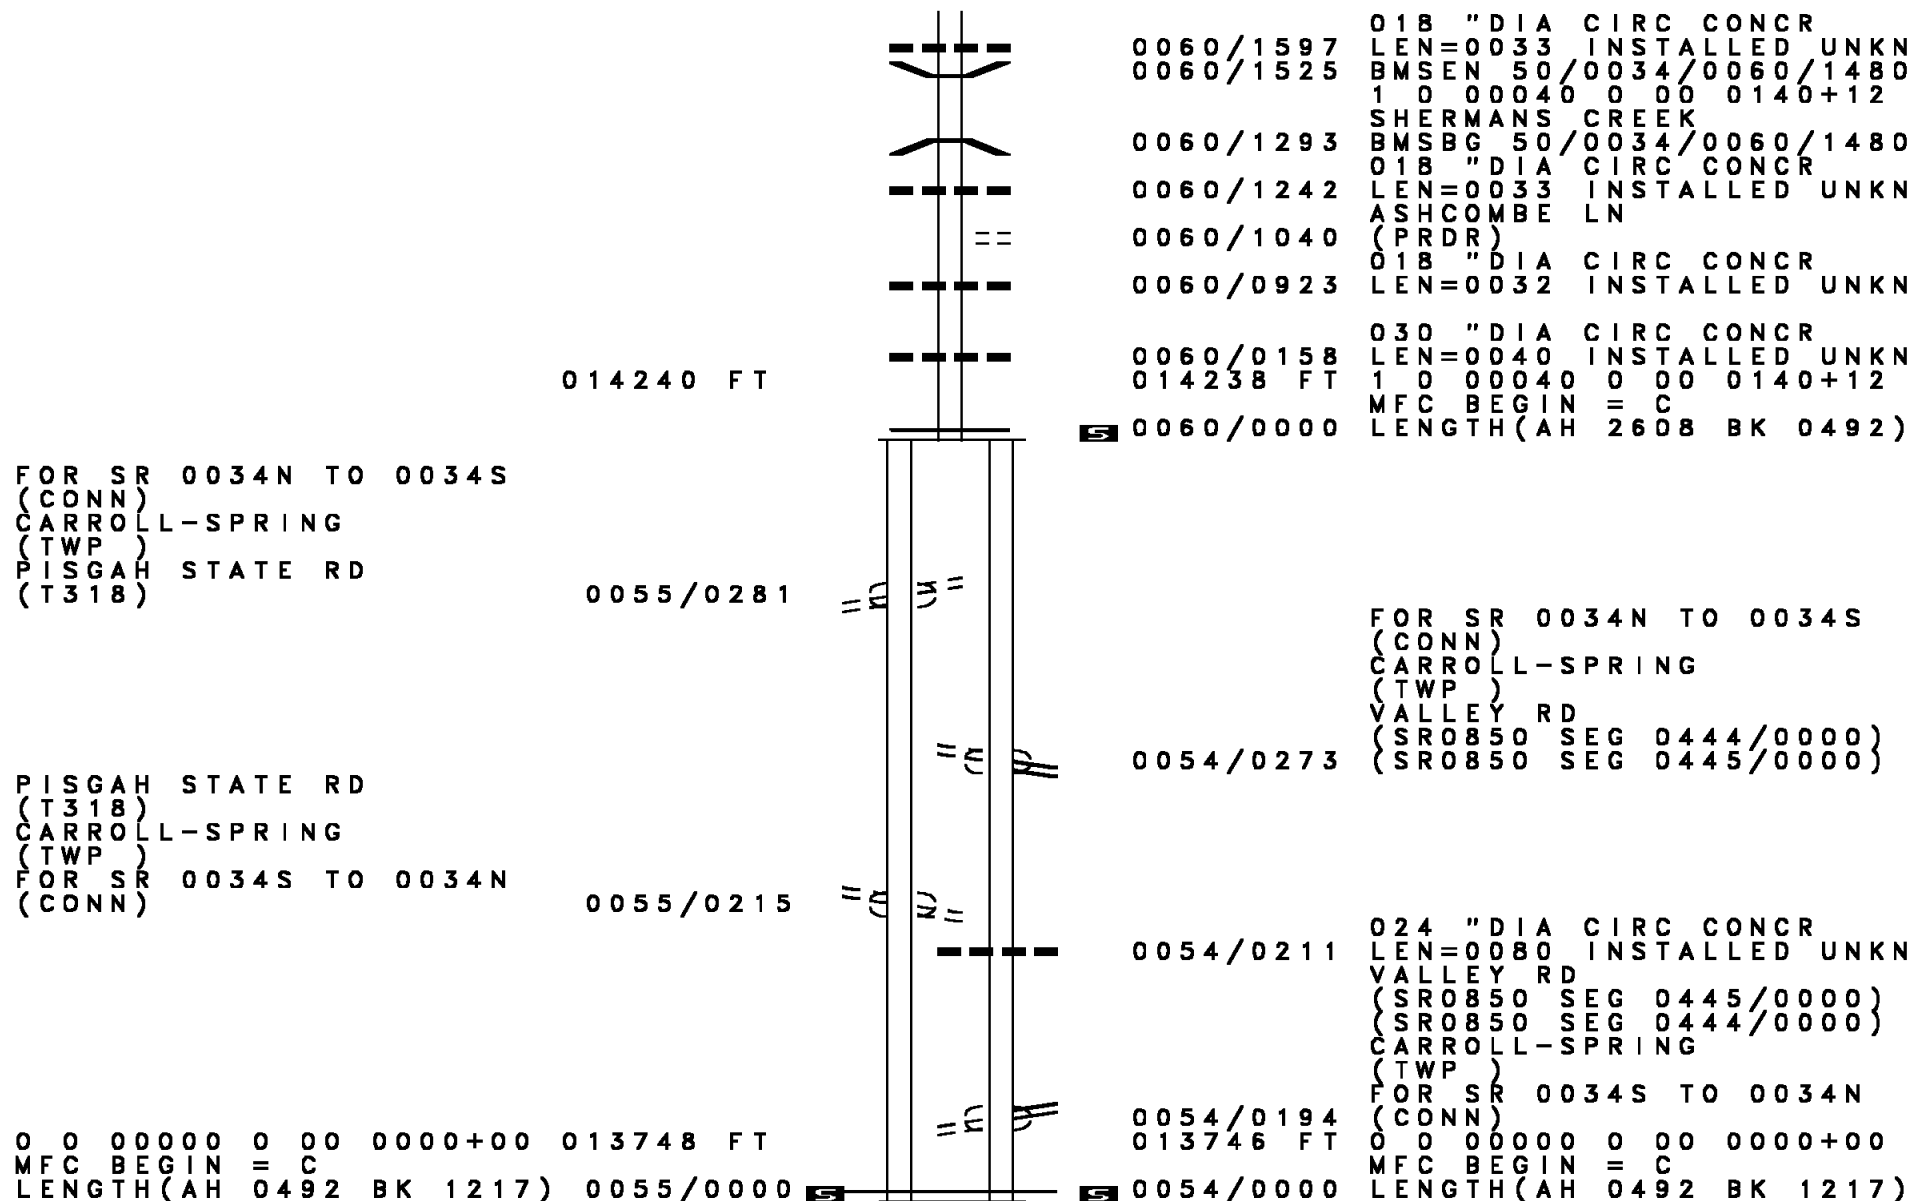 018 "DIA CIRC CONCR
0060/1597 LEN=0033 INSTALLED UNKN
0060/1525 BMSEN 50/0034/0060/1480
1 0 00040 0 00 0140+12
SHERMANS CREEK
0060/1293 BMSBG 50/0034/0060/1480
018 "DIA CIRC CONCR
0060/1242 LEN=0033 INSTALLED UNKN
ASHCOMBE LN
0060/1040 (PRDR)
018 "DIA CIRC CONCR
0060/0923 LEN=0032 INSTALLED UNKN
030 "DIA CIRC CONCR
0060/0158 LEN=0040 INSTALLED UNKN
014240 FT 014238 FT 1 0 00040 0 00 0140+12
MFC BEGIN = C
S 0060/0000 LENGTH(AH 2608 BK 0492)
FOR SR 0034N TO 0034S
(CONN)
CARROLL-SPRING
(TWP )
PISGAH STATE RD
(T318) 0055/0281
FOR SR 0034N TO 0034S
(CONN)
CARROLL-SPRING
(TWP )
VALLEY RD
(SR0850 SEG 0444/0000)
0054/0273 (SR0850 SEG 0445/0000)
PISGAH STATE RD
(T318)
CARROLL-SPRING
(TWP )
FOR SR 0034S TO 0034N
(CONN) 0055/0215
024 "DIA CIRC CONCR
0054/0211 LEN=0080 INSTALLED UNKN
VALLEY RD
(SR0850 SEG 0445/0000)
(SR0850 SEG 0444/0000)
CARROLL-SPRING
(TWP )
FOR SR 0034S TO 0034N
0054/0194 (CONN)
0 0 00000 0 00 0000+00 013748 FT 013746 FT 0 0 00000 0 00 0000+00
MFC BEGIN = C MFC BEGIN = C
LENGTH(AH 0492 BK 1217) 0055/0000 S S 0054/0000 LENGTH(AH 0492 BK 1217)